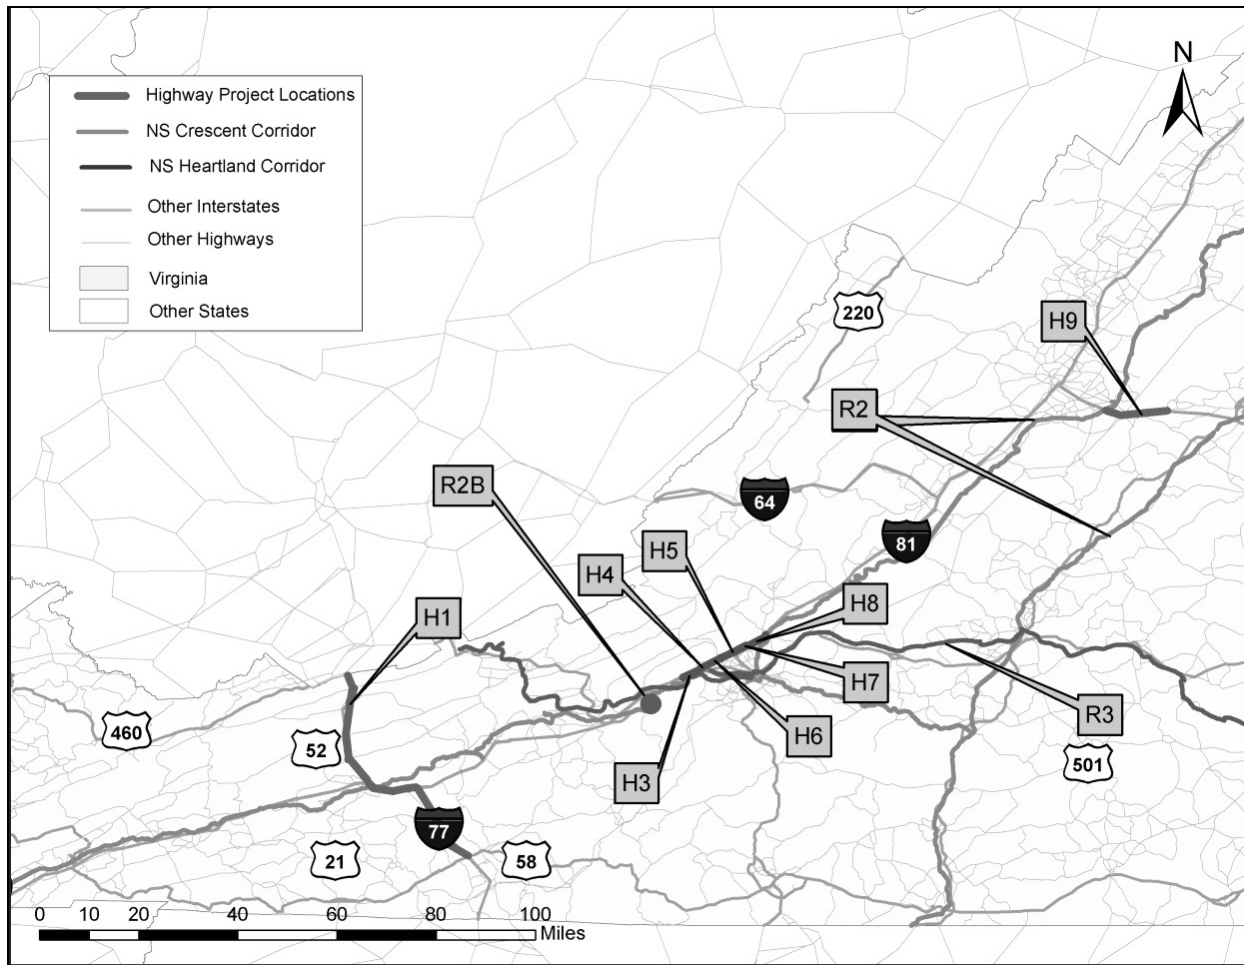 N
Highway Project Locations
NS Crescent Corridor
NS Heartland Corridor
Other Interstates
Other Highways
Virginia
Other States
220
H9
R2
R2B
64
H5
81
H4
H8
H1
H7
R3
460
52
H6
501
H3
77
21
58
0 10 20 40 60 80 100
Miles